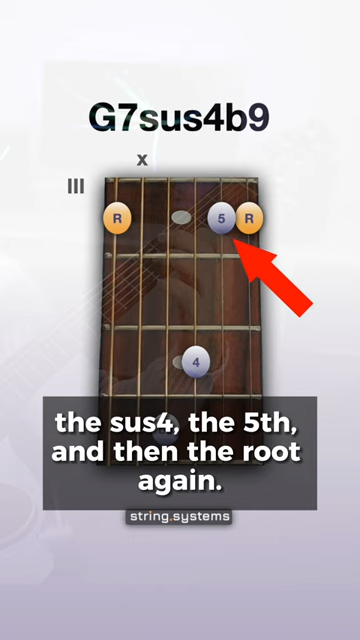 G7sus4b9
x
III
R
5
R
4
the sus4, the 5th,
and then the root
again.
string.systems